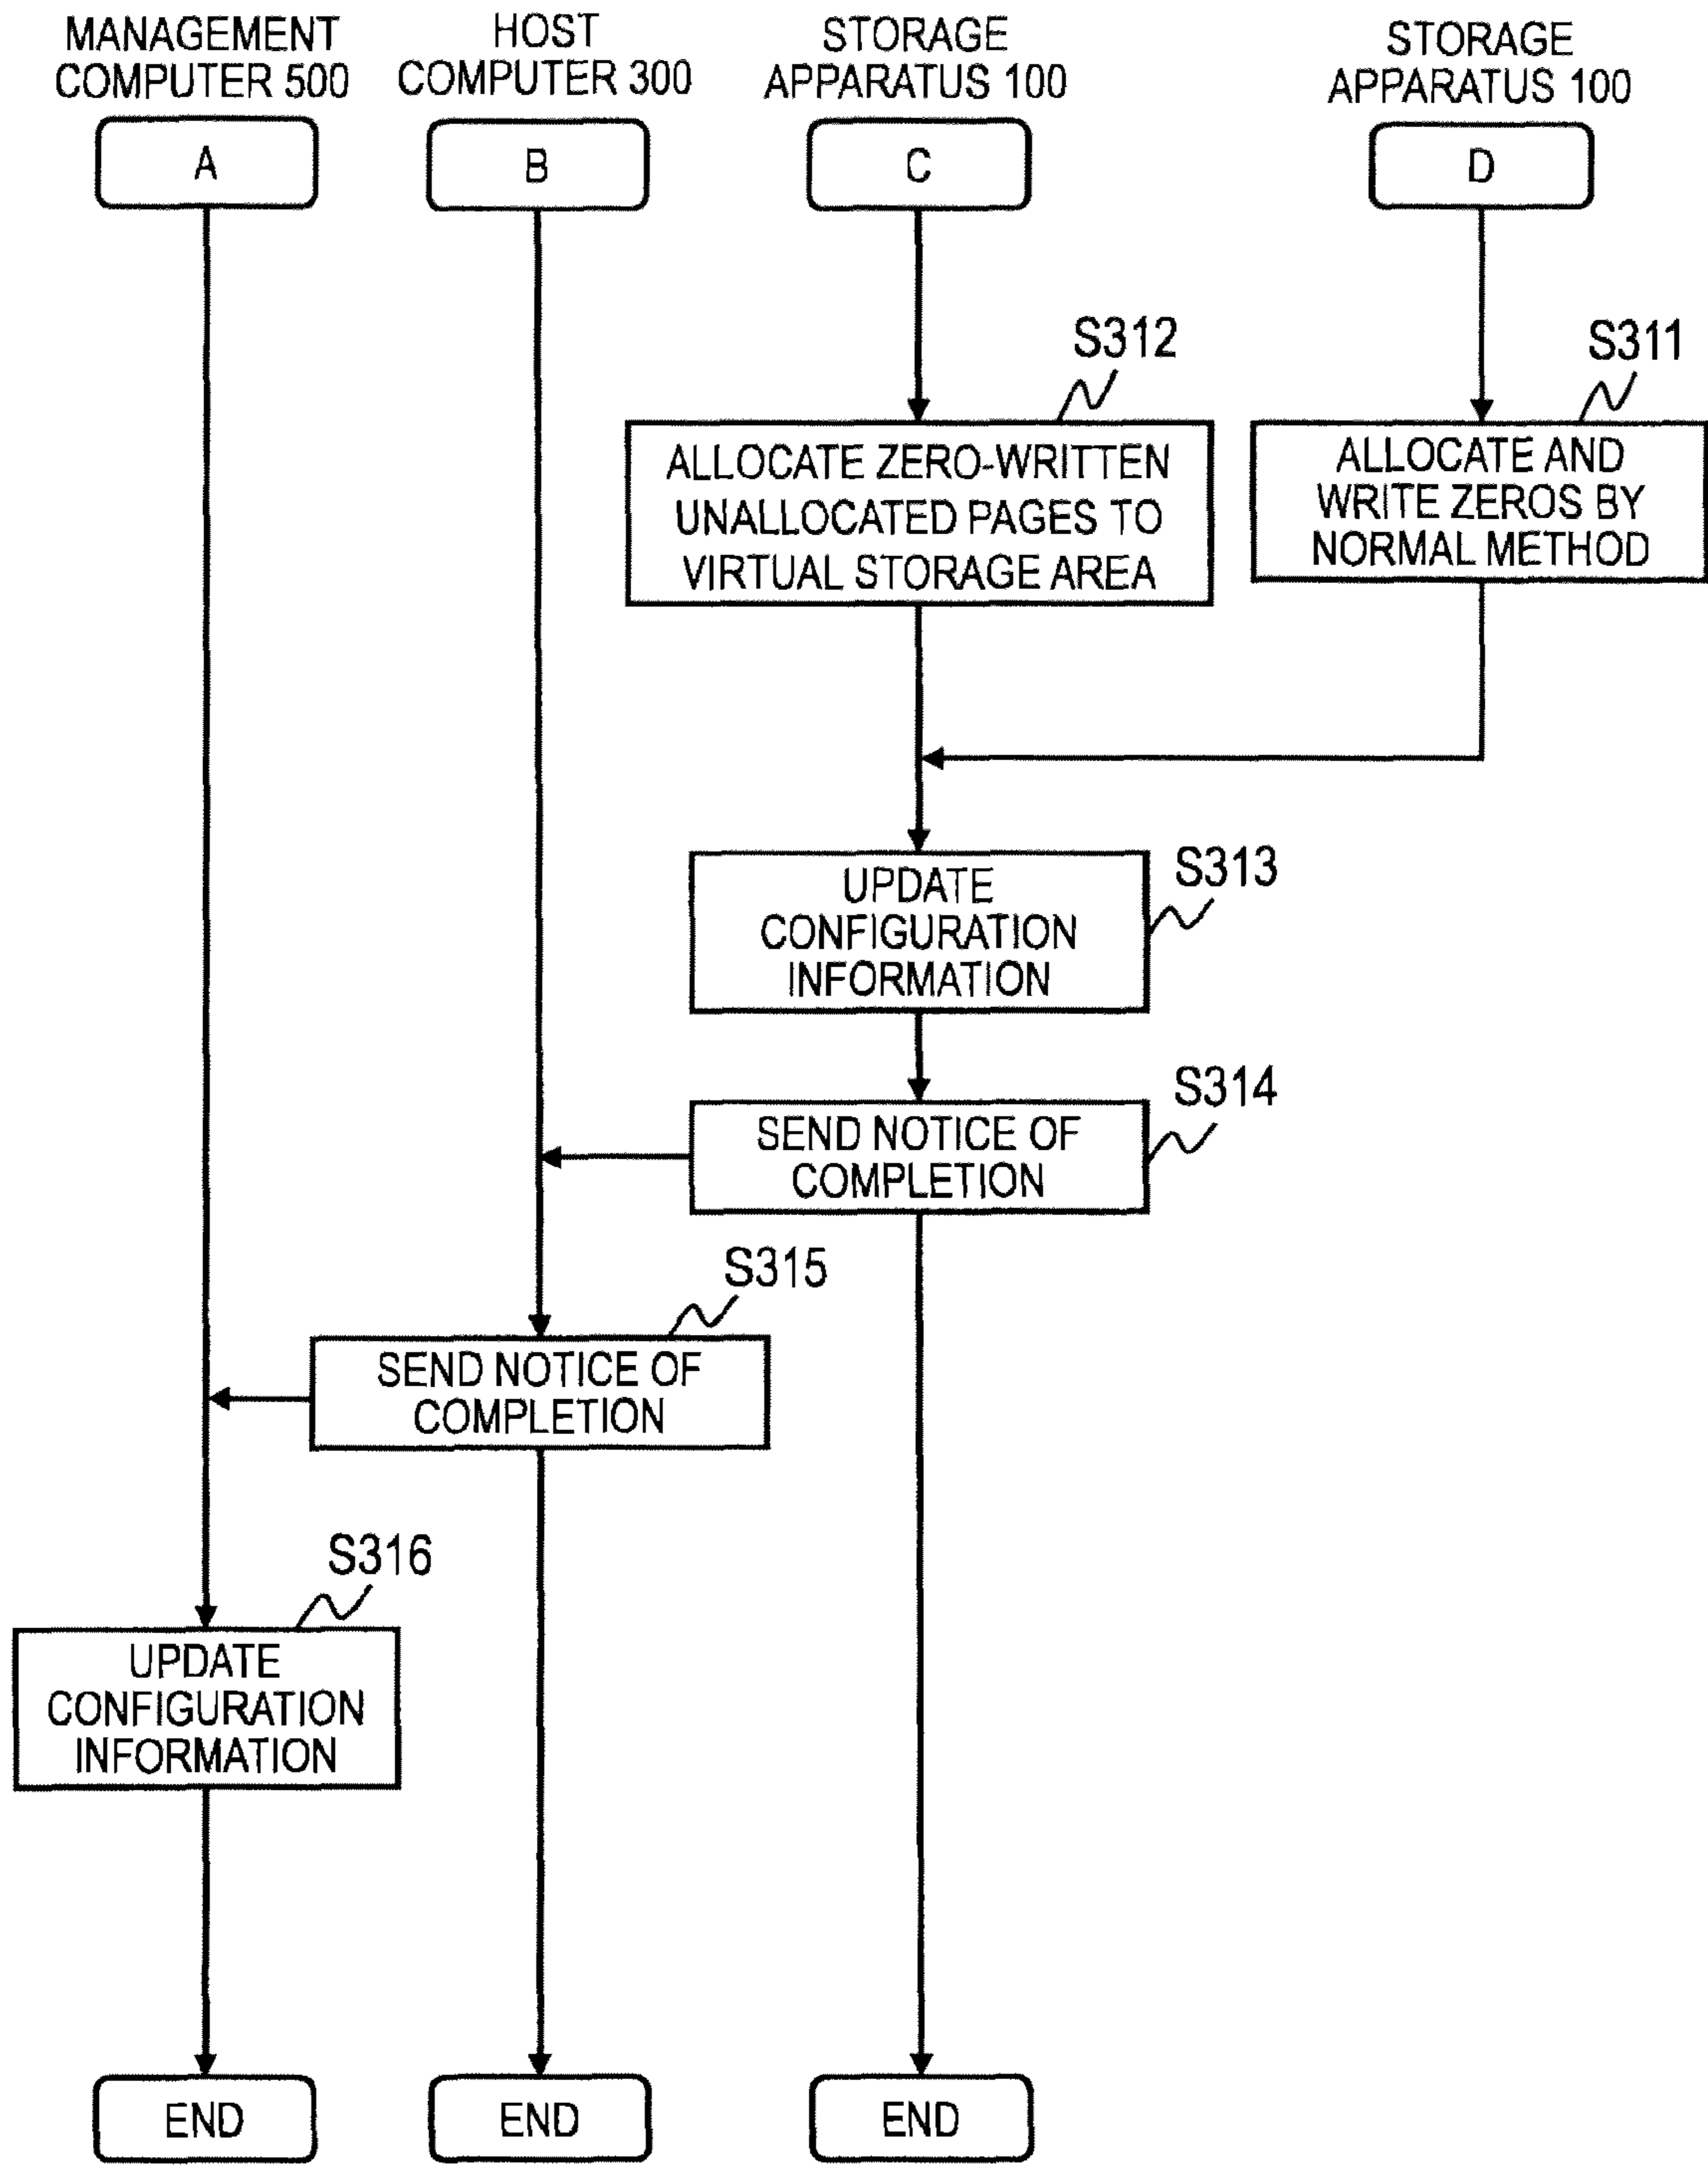 MANAGEMENT
COMPUTER 500
HOST
COMPUTER 300
STORAGE
APPARATUS 100
STORAGE
APPARATUS 100
A
B
C
D
S312
S311
ALLOCATE ZERO-WRITTEN
UNALLOCATED PAGES TO
VIRTUAL STORAGE AREA
ALLOCATE AND
WRITE ZEROS BY
NORMAL METHOD
S313
UPDATE
CONFIGURATION
INFORMATION
S314
SEND NOTICE OF
COMPLETION
S315
SEND NOTICE OF
COMPLETION
S316
UPDATE
CONFIGURATION
INFORMATION
END
END
END